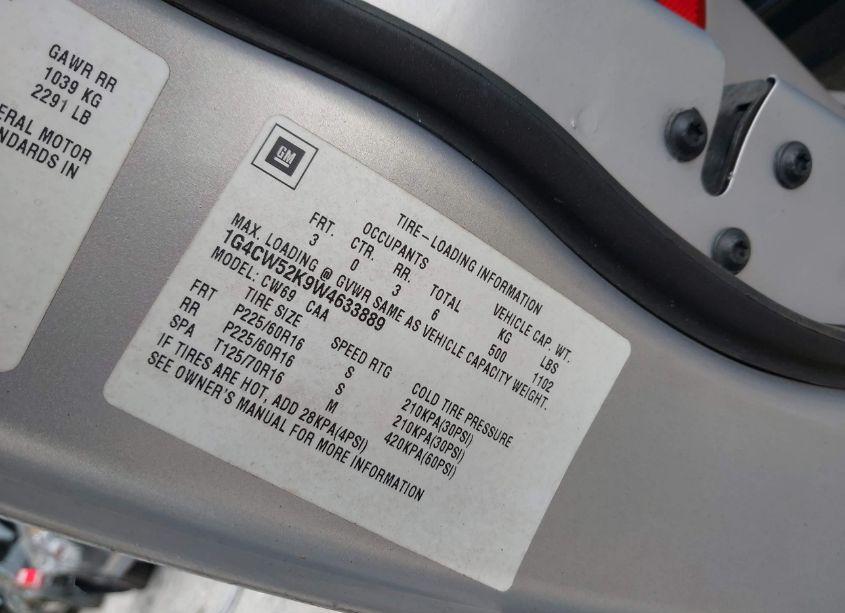 GAWR RR
1039 KG
2291 LB
ERAL MOTOR
NDARDS IN
GM
TIRE-LOADING INFORMATION
OCCUPANTS VEHICLE CAP. WT.
FRT. CTR. RR. TOTAL KG LBS
3 0 3 6 500 1102
MAX. LOADING @ GVWR SAME AS VEHICLE CAPACITY WEIGHT.
1G4CW52K9W4633889
MODEL: CW69 CAA
TIRE SIZE SPEED RTG COLD TIRE PRESSURE
FRT P225/60R16 S 210KPA(30PSI)
RR P225/60R16 S 210KPA(30PSI)
SPA T125/70R16 M 420KPA(60PSI)
IF TIRES ARE HOT, ADD 28KPA(4PSI)
SEE OWNER'S MANUAL FOR MORE INFORMATION